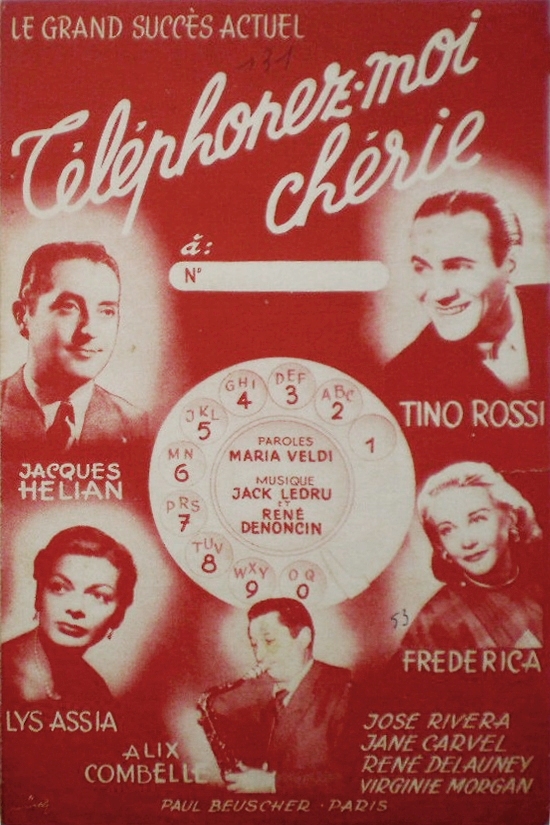 LE GRAND SUCCÈS ACTUEL
131
Téléphonez-moi
chérie
à:
N°
TINO ROSSI
JACQUES
HELIAN
GHI
4
DEF
3
ABC
2
1
JKL
5
MN
6
PRS
7
TUV
8
WXY
9
OQ
0
PAROLES
MARIA VELDI
MUSIQUE
JACK LEDRU
ET
RENÉ
DENONCIN
53
FREDERICA
LYS ASSIA
ALIX
COMBELLE
JOSE RIVERA
JANE CARVEL
RENÉ DELAUNEY
VIRGINIE MORGAN
PAUL BEUSCHER · PARIS